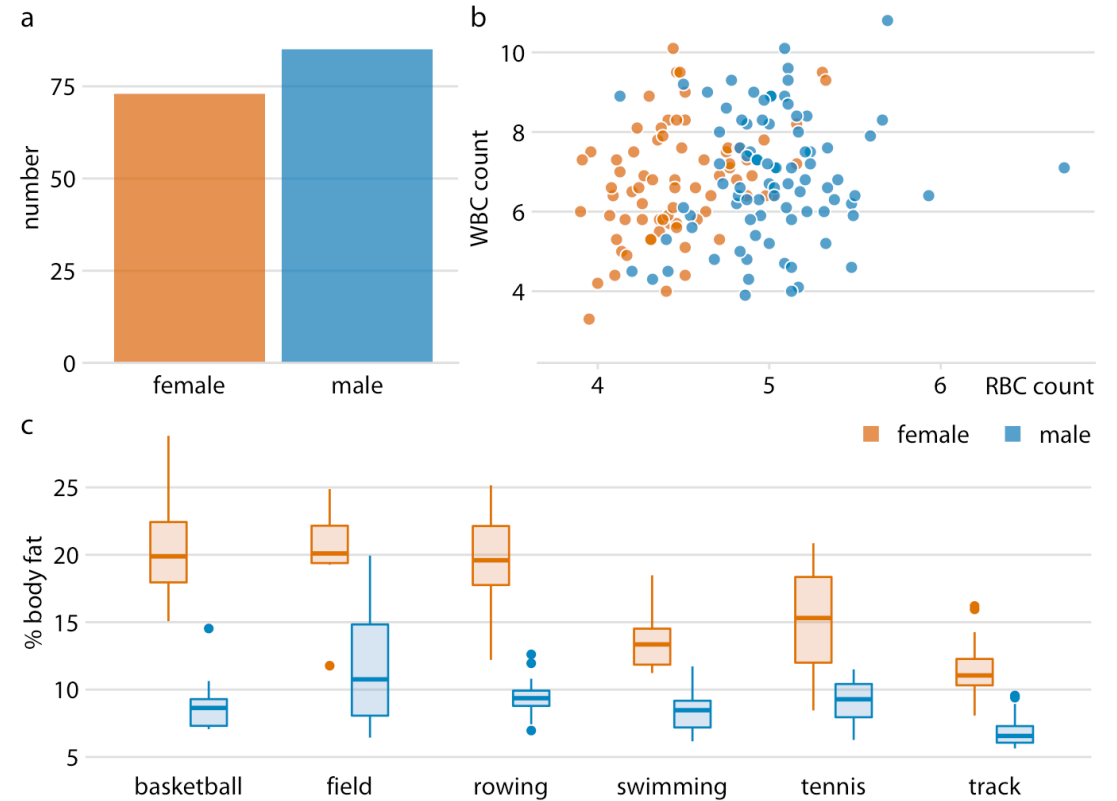 a
number
75
50
25
0
female male
b
WBC count
10
8
6
4
4 5 6 RBC count
c
female male
% body fat
25
20
15
10
5
basketball field rowing swimming tennis track